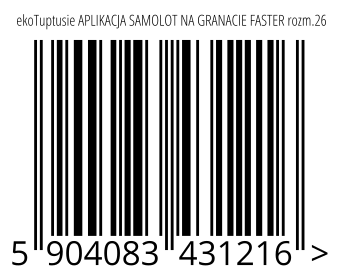 ekoTuptusie APLIKACJA SAMOLOT NA GRANACIE FASTER rozm.26
5 904083 431216 >